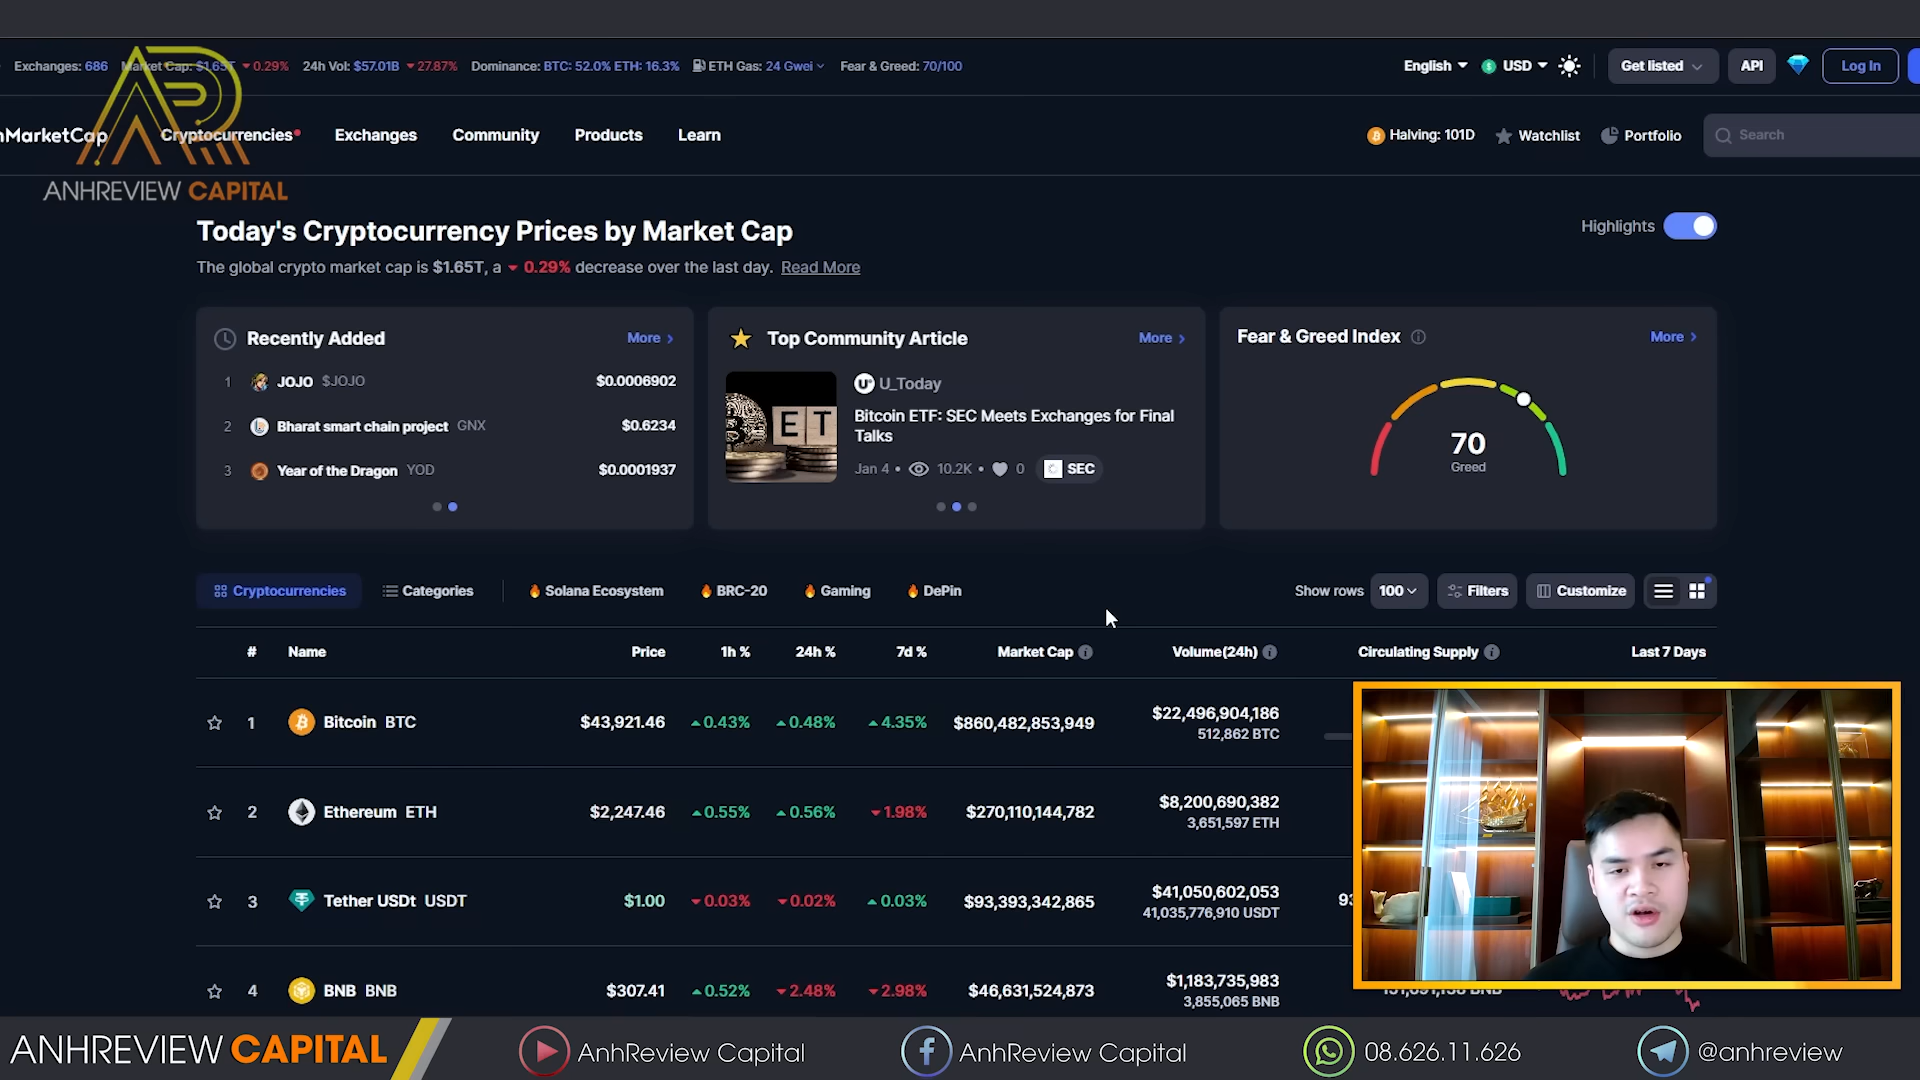 Exchanges: 686 Market Cap: $1.65T 0.29% 24h Vol: $57.01B 27.87% Dominance: BTC: 52.0% ETH: 16.3% ETH Gas: 24 Gwei Fear & Greed: 70/100
English USD Get listed API Log In
nMarketCap Cryptocurrencies Exchanges Community Products Learn
Halving: 101D Watchlist Portfolio Search
ANHREVIEW CAPITAL
Today's Cryptocurrency Prices by Market Cap
Highlights
The global crypto market cap is $1.65T, a 0.29% decrease over the last day. Read More
Recently Added More
1 JOJO $JOJO $0.0006902
2 Bharat smart chain project GNX $0.6234
3 Year of the Dragon YOD $0.0001937
Top Community Article More
U_Today
Bitcoin ETF: SEC Meets Exchanges for Final
Talks
Jan 4 • 10.2K • 0 SEC
ET
Fear & Greed Index More
70
Greed
Cryptocurrencies Categories Solana Ecosystem BRC-20 Gaming DePin
Show rows 100 Filters Customize
# Name Price 1h % 24h % 7d % Market Cap Volume(24h) Circulating Supply Last 7 Days
1 Bitcoin BTC $43,921.46 0.43% 0.48% 4.35% $860,482,853,949 $22,496,904,186
512,862 BTC
2 Ethereum ETH $2,247.46 0.55% 0.56% 1.98% $270,110,144,782 $8,200,690,382
3,651,597 ETH
3 Tether USDt USDT $1.00 0.03% 0.02% 0.03% $93,393,342,865 $41,050,602,053
41,035,776,910 USDT
93
4 BNB BNB $307.41 0.52% 2.48% 2.98% $46,631,524,873 $1,183,735,983
3,855,065 BNB
ANHREVIEW CAPITAL AnhReview Capital AnhReview Capital 08.626.11.626 @anhreview